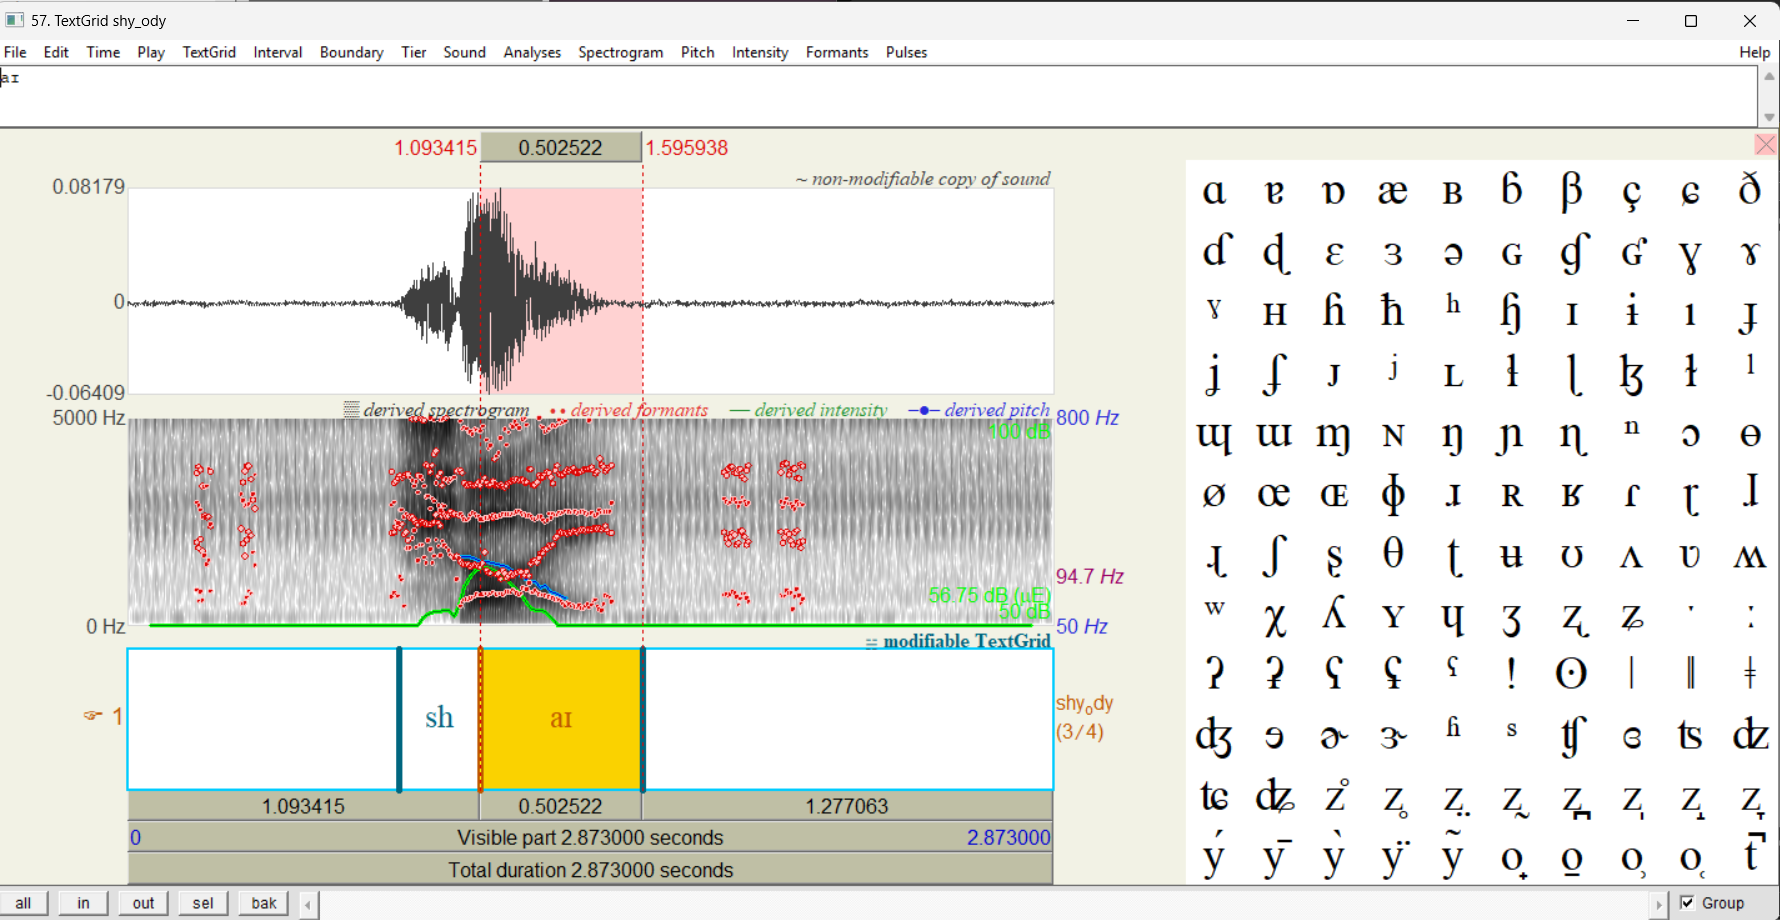 57. TextGrid shy_ody
File Edit Time Play TextGrid Interval Boundary Tier Sound Analyses Spectrogram Pitch Intensity Formants Pulses Help
aɪ
1.093415 0.502522 1.595938
~ non-modifiable copy of sound
0.08179
0
-0.06409
derived spectrogram derived formants derived intensity derived pitch
5000 Hz 800 Hz
100 dB
94.7 Hz
56.75 dB (µE)
50 dB
0 Hz 50 Hz
modifiable TextGrid
1 sh aɪ shyody
(3/4)
1.093415 0.502522 1.277063
0 Visible part 2.873000 seconds 2.873000
Total duration 2.873000 seconds
all in out sel bak Group
ɑ ɐ ɒ æ ʙ ɓ β ç ɕ ð
ɗ ɖ ɛ ɜ ə ɢ ɠ ʛ ɣ ɤ
ˠ ʜ ɦ ħ ʰ ɧ ɪ ɨ ı ɟ
j ʄ ᴊ ʲ ʟ ɬ ɭ ɮ ɫ ˡ
ɰ ɯ ɱ ɴ ŋ ɲ ɳ ⁿ ɔ ɵ
ø œ ɶ ɸ ɹ ʀ ʁ ɾ ɽ ɺ
ɻ ʃ ʂ θ ʈ ʉ ʊ ʌ ʋ ʍ
ʷ χ ʎ ʏ ɥ ʒ ʐ ʑ ˑ ː
ʔ ʡ ʕ ʢ ˤ ! ʘ ǀ ǁ ǂ
ʤ ɘ ɚ ɝ ʱ ˢ ʧ ɞ ʦ ʣ
ʨ ʥ z̊ z̥ z̤ z̰ z̺ z̩ z̟ z̞
ý ȳ ỳ ÿ ỹ o̟ o̠ o̹ o̜ t̚